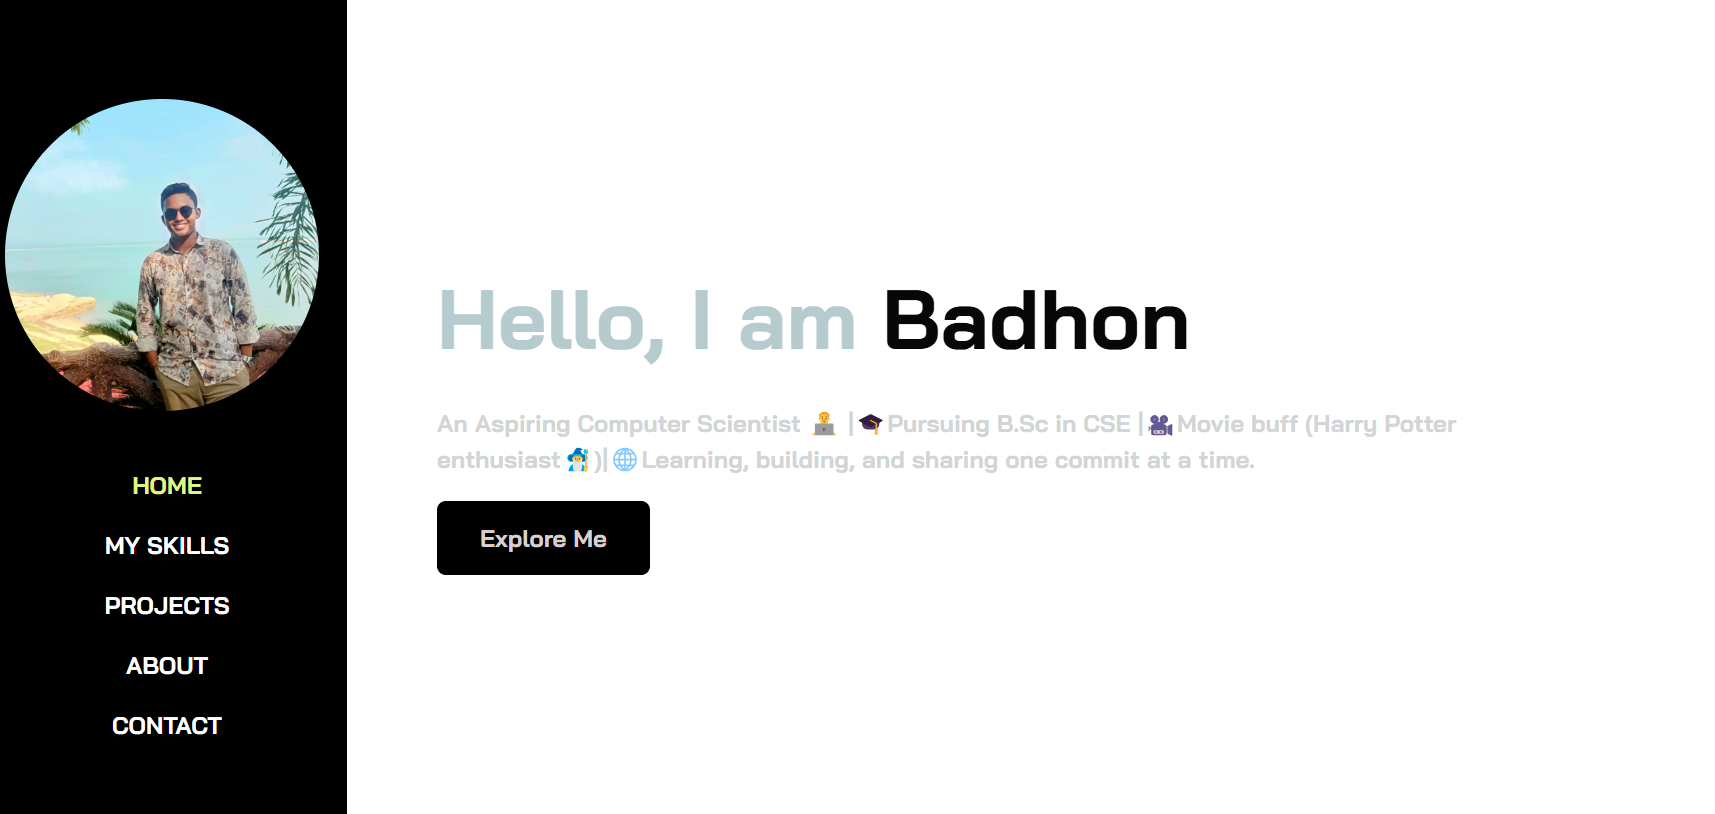 HOME
MY SKILLS
PROJECTS
ABOUT
CONTACT
Hello, I am Badhon
An Aspiring Computer Scientist 👨‍💻 | 🎓 Pursuing B.Sc in CSE | 🎥 Movie buff (Harry Potter
enthusiast 🧙‍♂️ )| 🌐 Learning, building, and sharing one commit at a time.
Explore Me